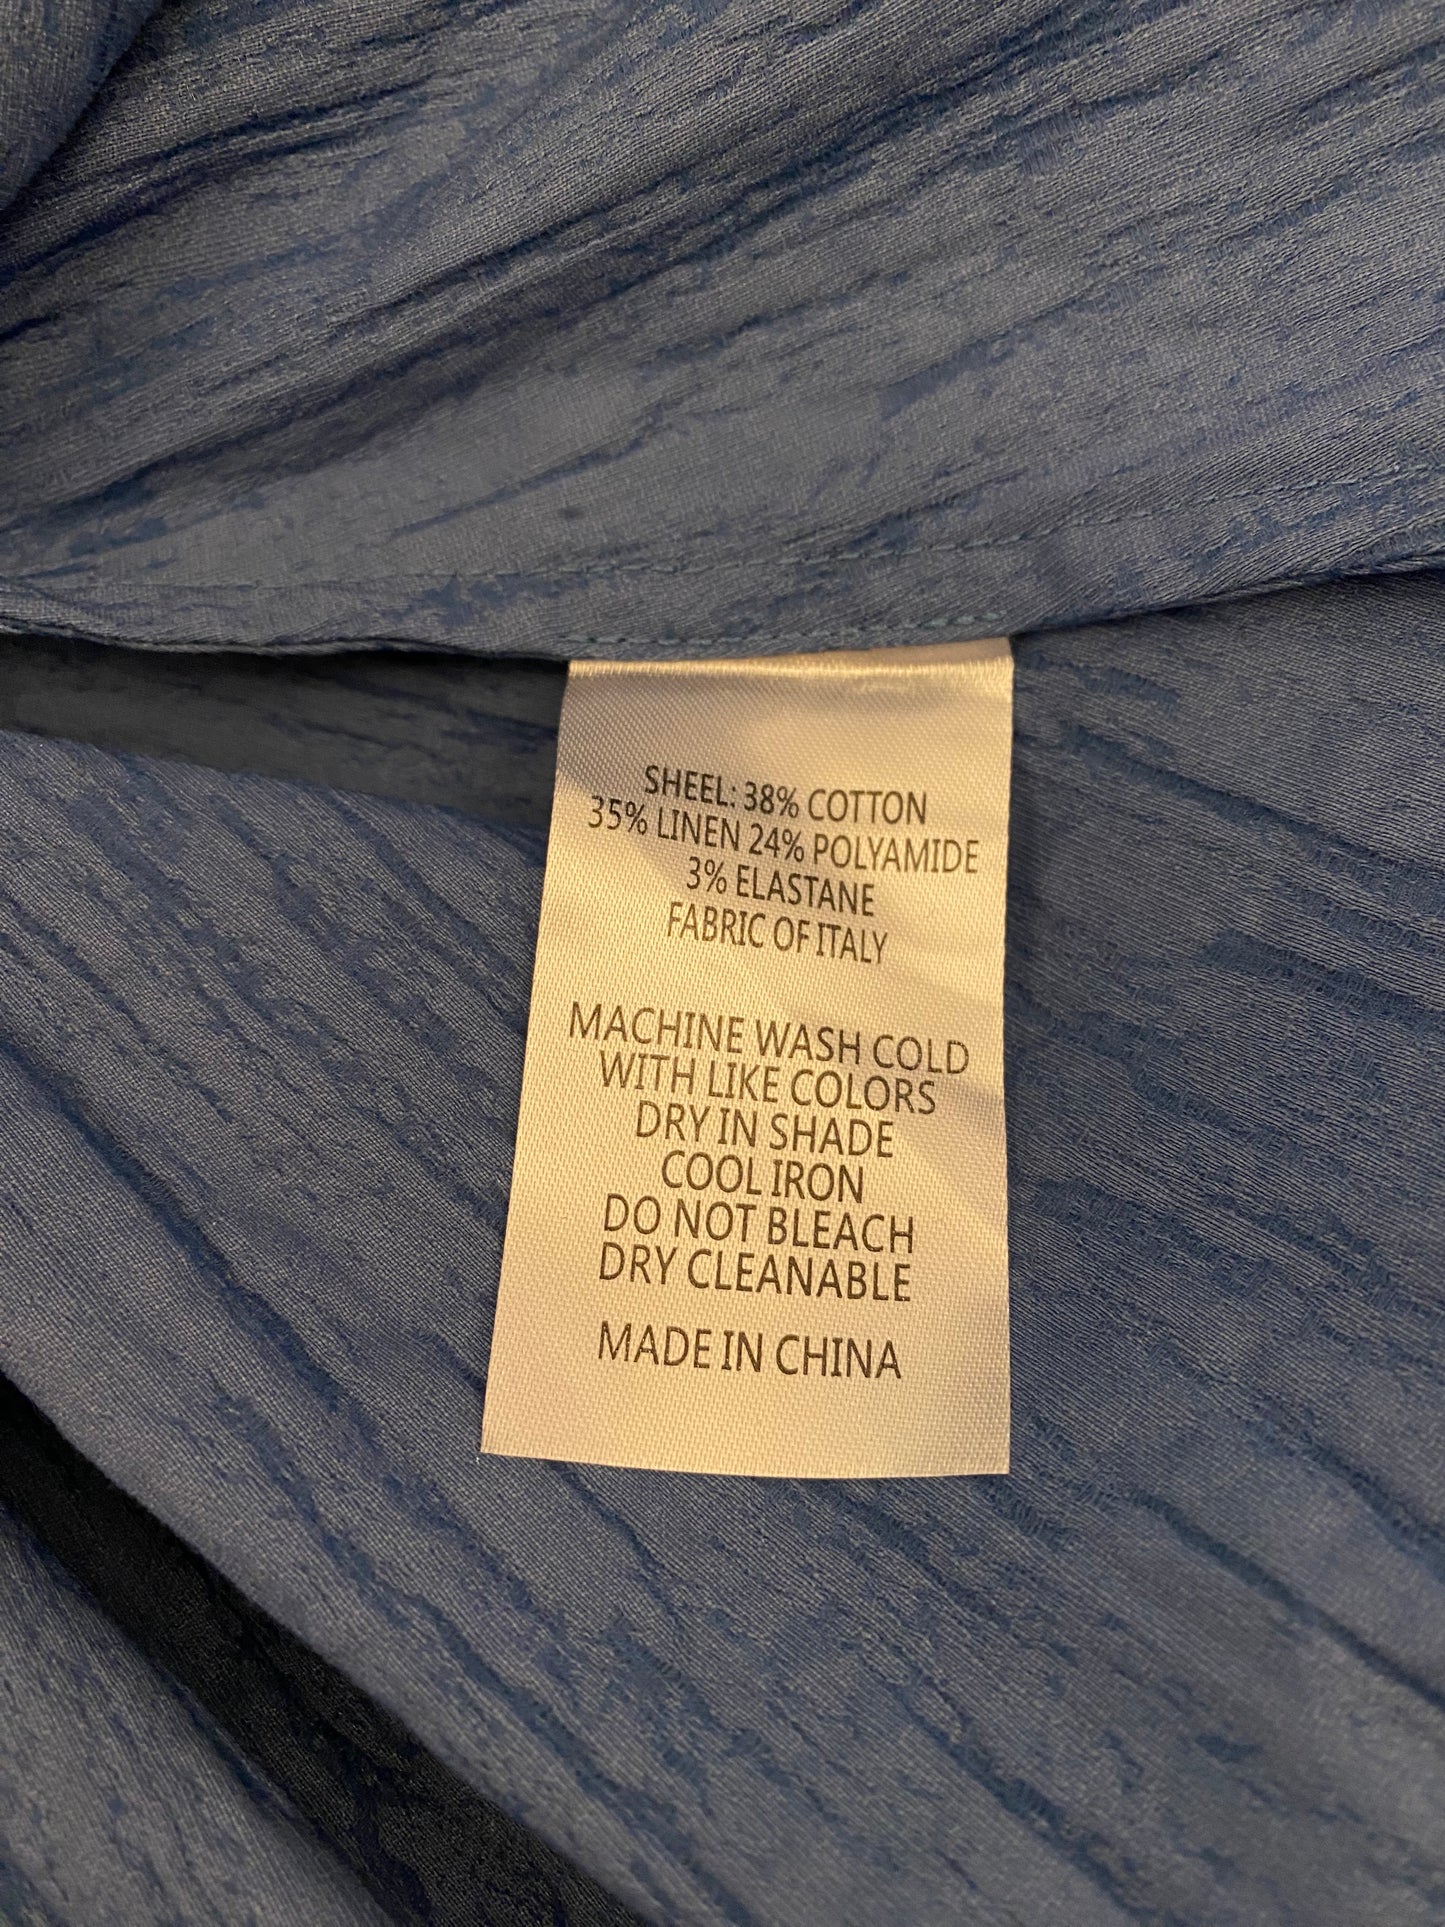 SHEEL: 38% COTTON
35% LINEN 24% POLYAMIDE
3% ELASTANE
FABRIC OF ITALY
MACHINE WASH COLD
WITH LIKE COLORS
DRY IN SHADE
COOL IRON
DO NOT BLEACH
DRY CLEANABLE
MADE IN CHINA